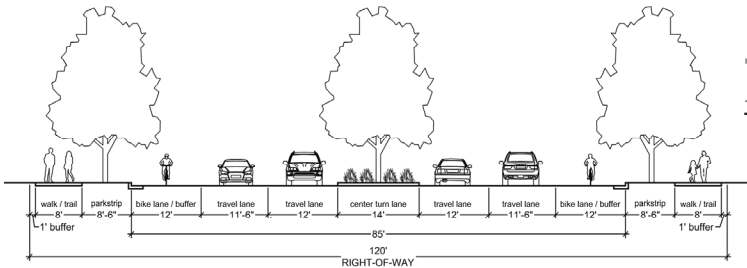 walk / trail parkstrip bike lane / buffer travel lane travel lane center turn lane travel lane travel lane bike lane / buffer parkstrip walk / trail
8' 8'-6" 12' 11'-6" 12' 14' 12' 11'-6" 12' 8'-6" 8'
1' buffer 1' buffer
85'
120'
RIGHT-OF-WAY